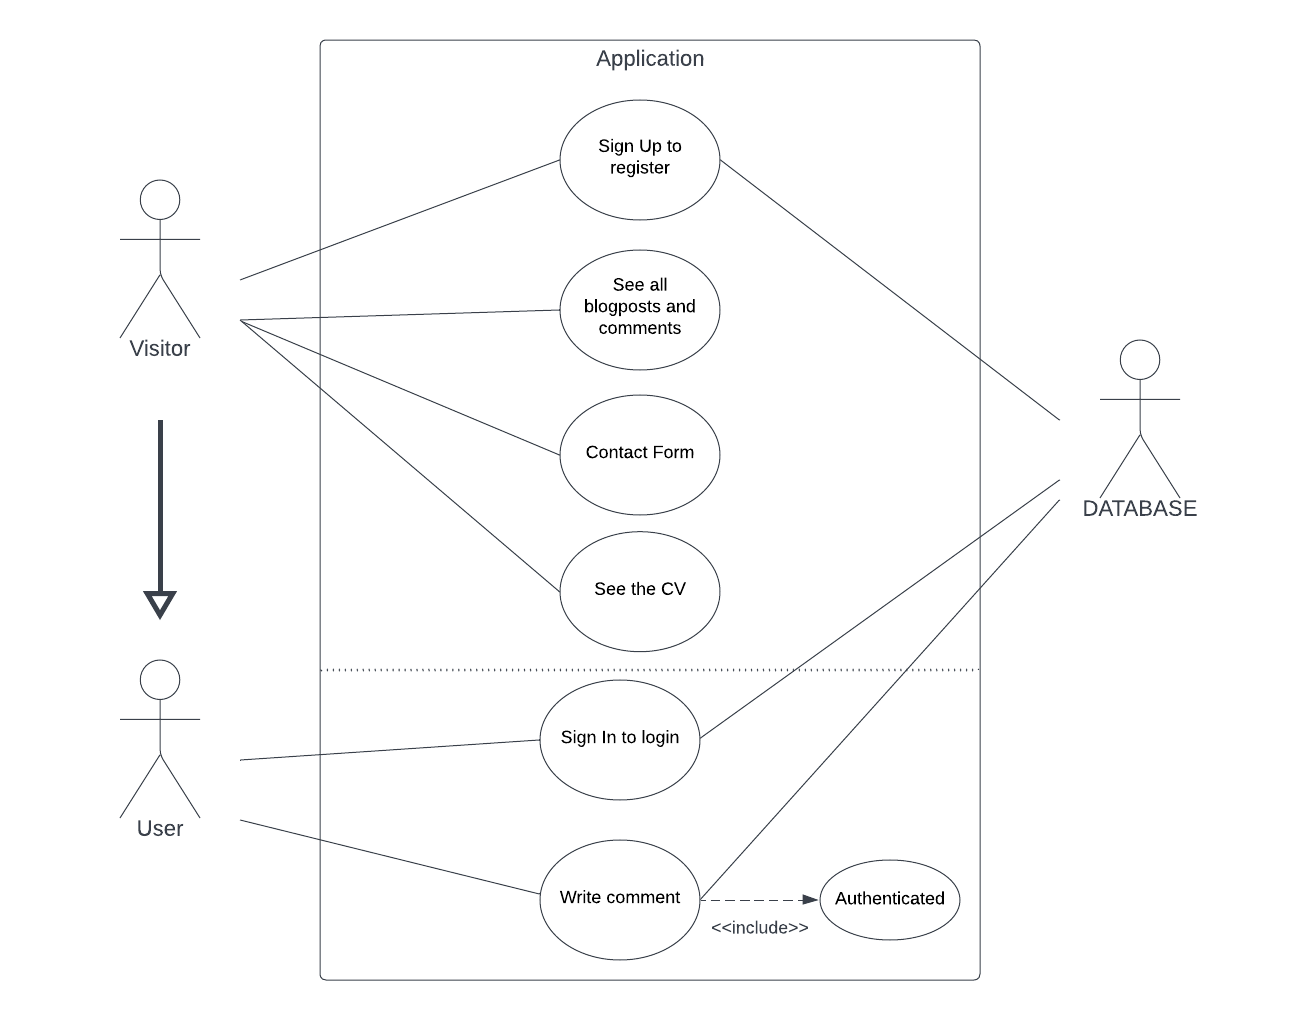 Application
Sign Up to
register
See all
blogposts and
comments
Visitor
Contact Form
DATABASE
See the CV
Sign In to login
User
Write comment
Authenticated
<<include>>